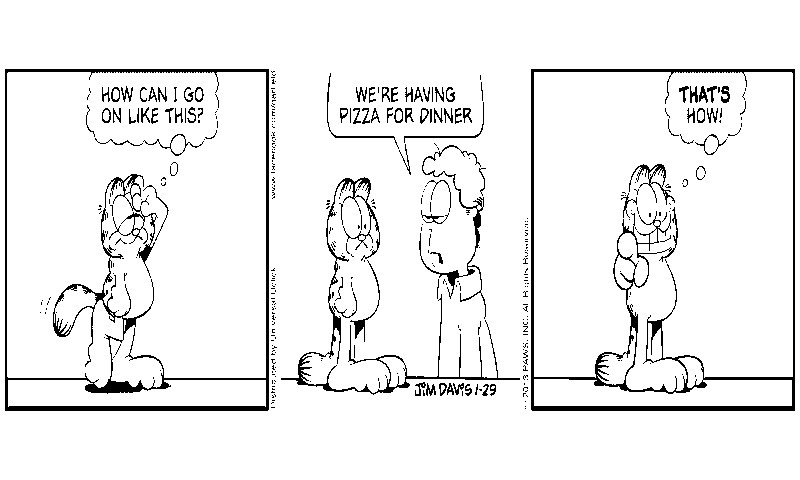 HOW CAN I GO
ON LIKE THIS?
WE'RE HAVING
PIZZA FOR DINNER
JIM DAVIS 1-29
THAT'S
HOW!